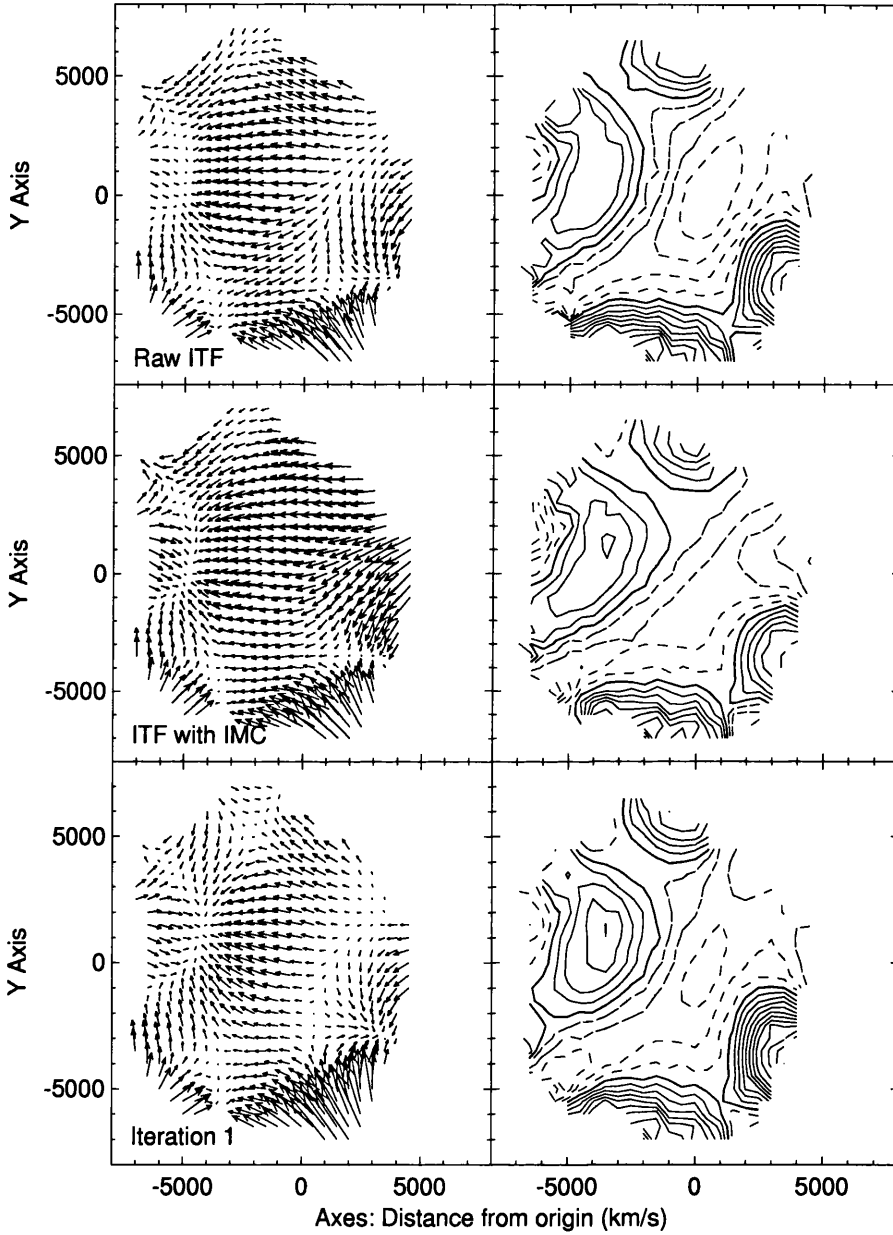 5000
0
-5000
Y Axis
Raw ITF
5000
0
-5000
Y Axis
ITF with IMC
5000
0
-5000
Y Axis
Iteration 1
-5000 0 5000 -5000 0 5000
Axes: Distance from origin (km/s)